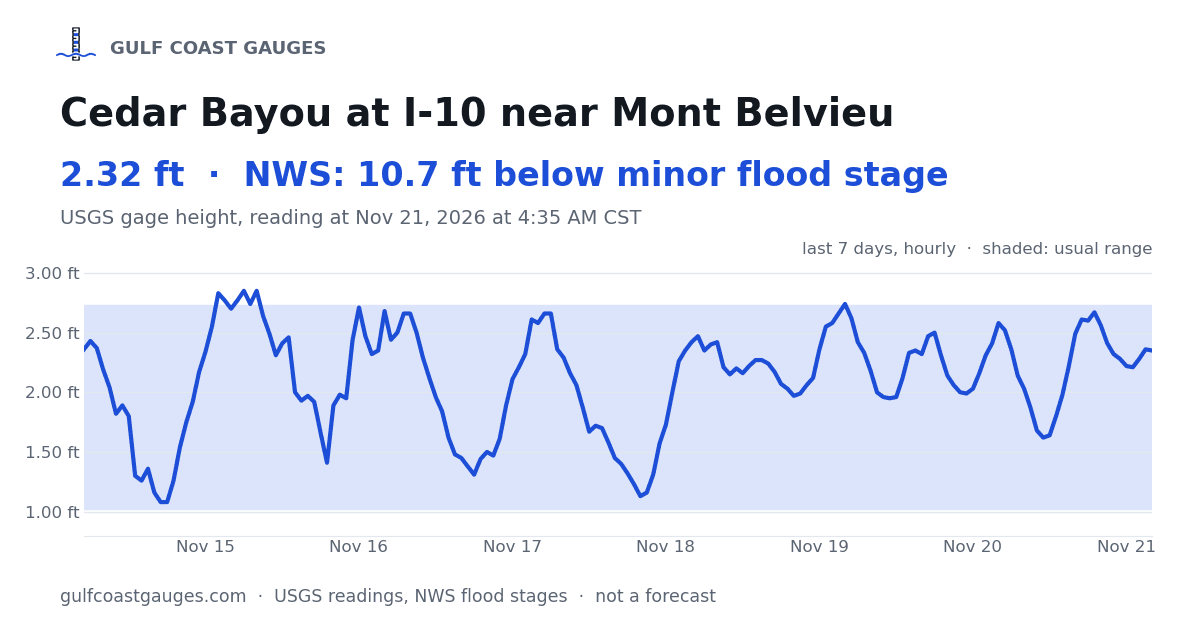 GULF COAST GAUGES
Cedar Bayou at I-10 near Mont Belvieu
2.32 ft · NWS: 10.7 ft below minor flood stage
USGS gage height, reading at Nov 21, 2026 at 4:35 AM CST
last 7 days, hourly · shaded: usual range
3.00 ft
2.50 ft
2.00 ft
1.50 ft
1.00 ft
Nov 15 Nov 16 Nov 17 Nov 18 Nov 19 Nov 20 Nov 21
gulfcoastgauges.com · USGS readings, NWS flood stages · not a forecast